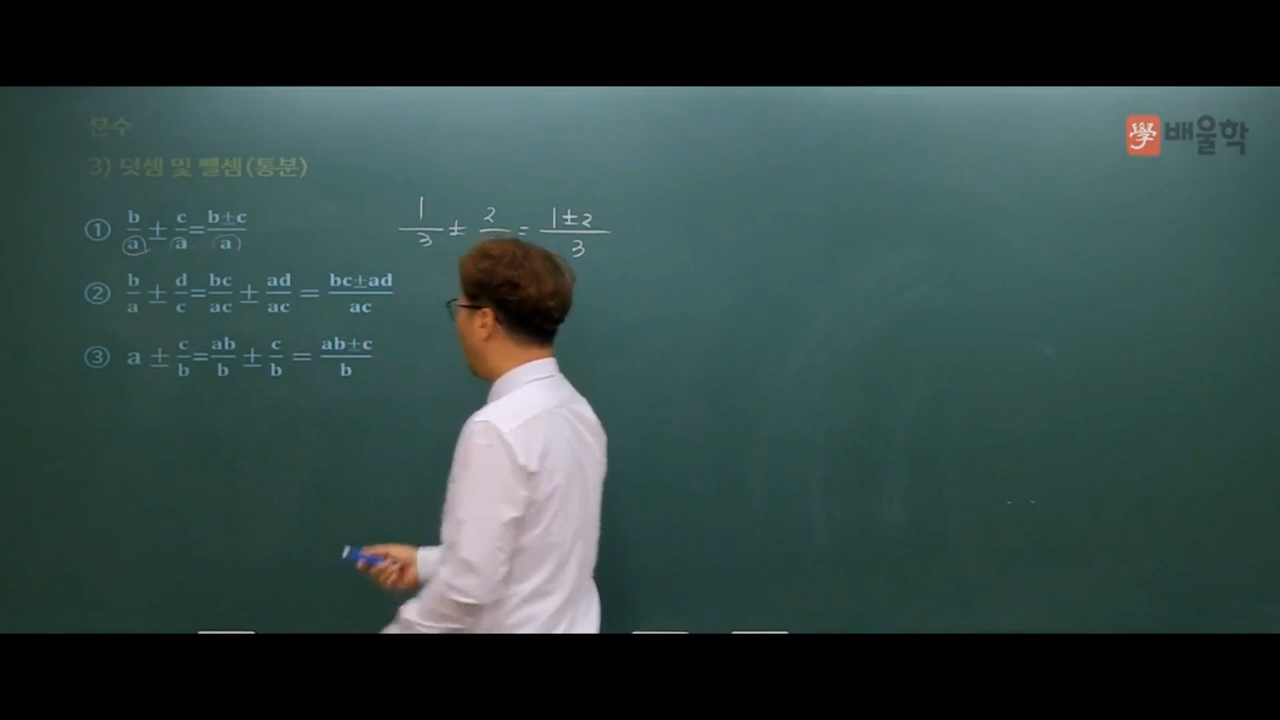 분수
3) 덧셈 및 뺄셈(통분)
① b/a ± c/a = b±c/a
1/3 ± 2/ = 1±2/3
② b/a ± d/c = bc/ac ± ad/ac = bc±ad/ac
③ a ± c/b = ab/b ± c/b = ab±c/b
學 배울학